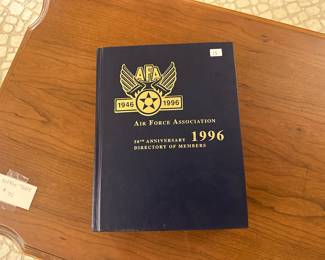 AFA
1946 1996
AIR FORCE ASSOCIATION
50TH ANNIVERSARY 1996
DIRECTORY OF MEMBERS